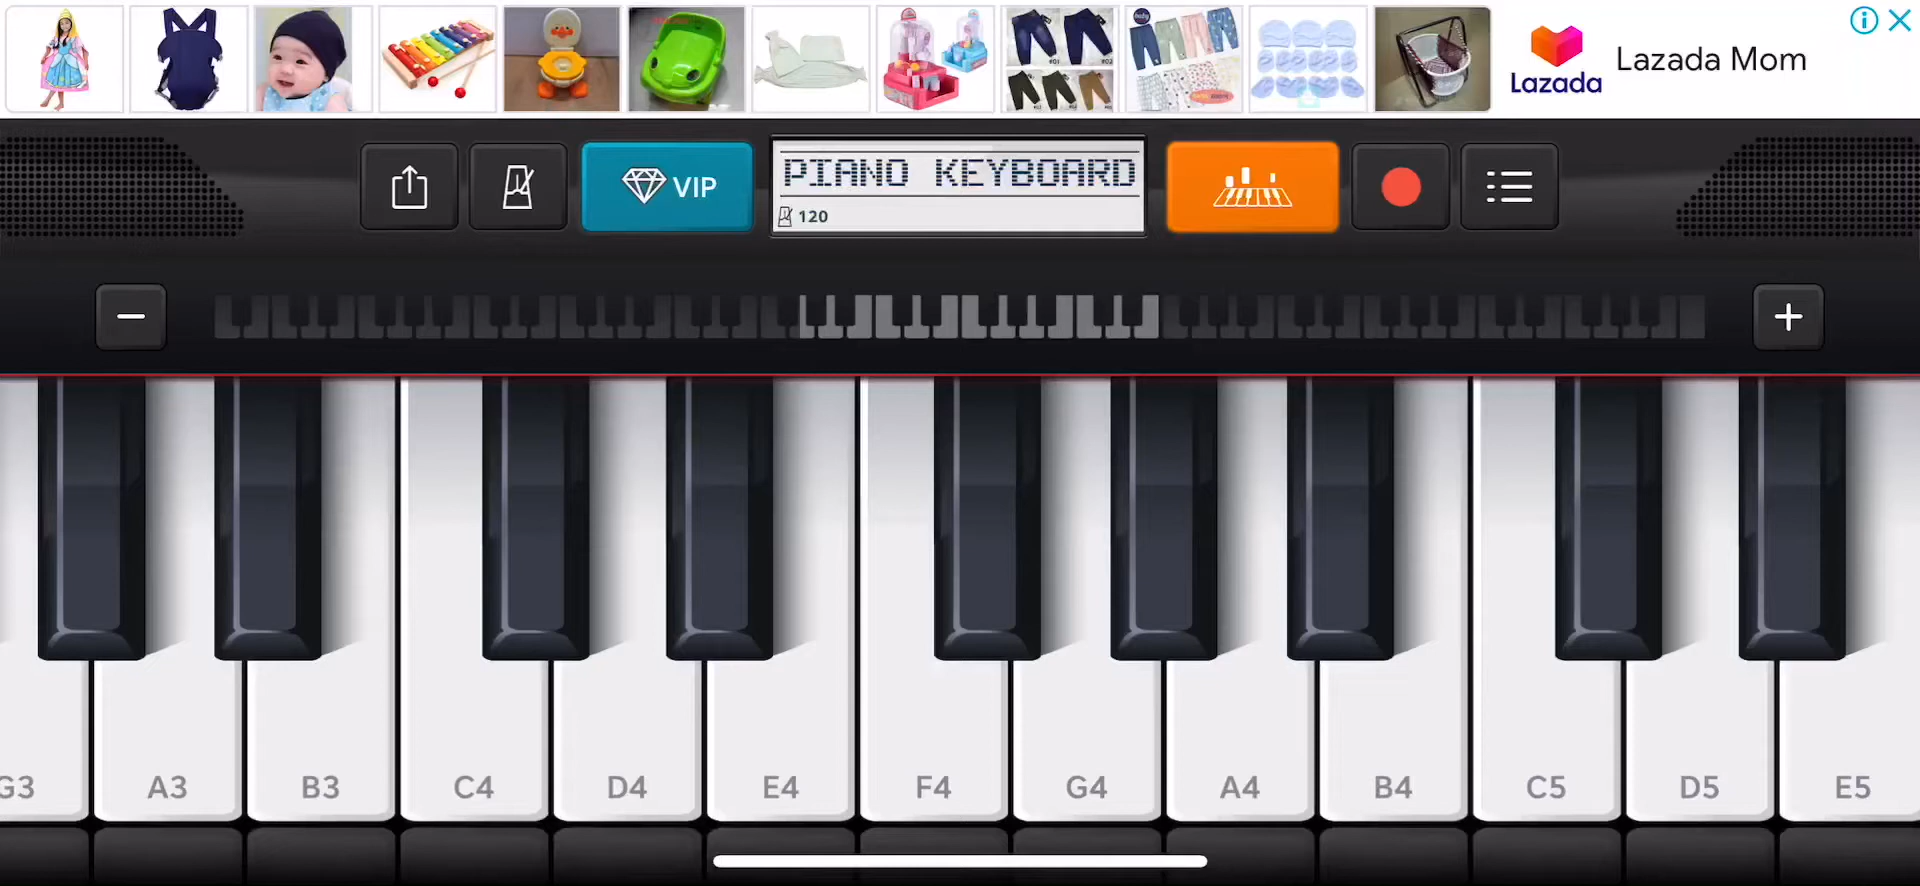 Lazada
Lazada Mom
VIP
PIANO KEYBOARD
120
G3
A3
B3
C4
D4
E4
F4
G4
A4
B4
C5
D5
E5